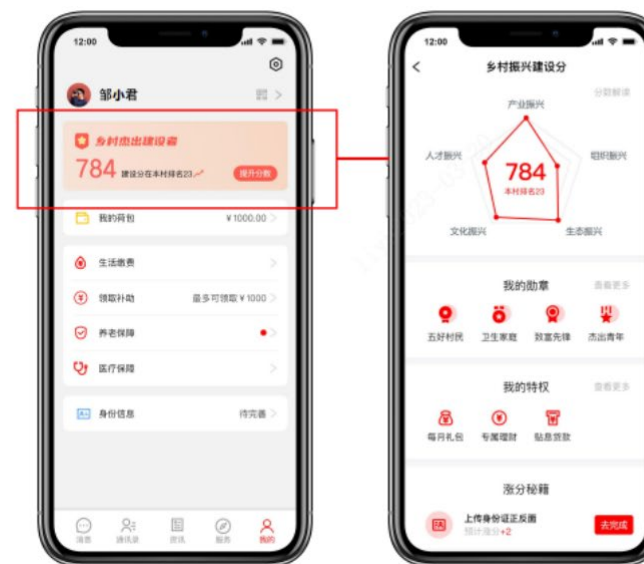 12:00
邹小君
乡村杰出建设者
784 建设分在本村排名23 提升分数
我的荷包 ¥1000.00
生活缴费
领取补助 最多可领取¥1000
养老保障
医疗保障
身份信息 待完善
消息 通讯录 资讯 服务 我的
12:00
乡村振兴建设分
分数解读
产业振兴
人才振兴 组织振兴
784
本村排名23
文化振兴 生态振兴
我的勋章 查看更多
五好村民 卫生家庭 致富先锋 杰出青年
我的特权 查看更多
每月礼包 专属理财 贴息贷款
涨分秘籍
上传身份证正反面
预计涨分+2
去完成